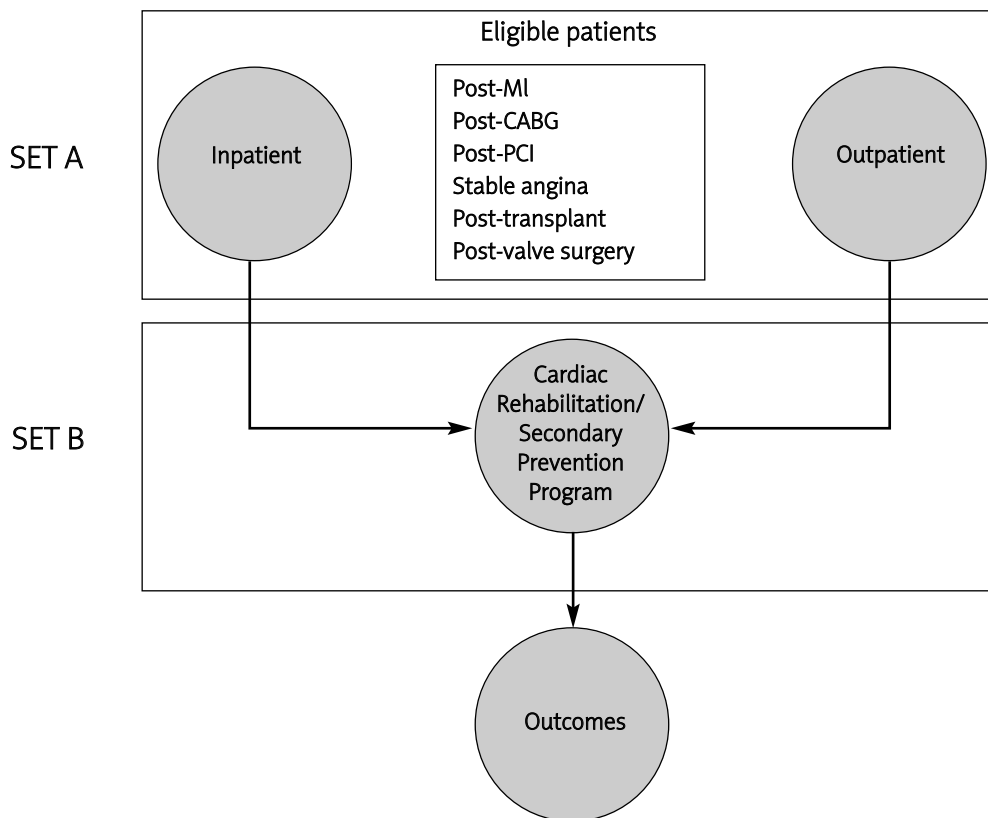 Eligible patients
SET A
Inpatient
Post-MI
Post-CABG
Post-PCI
Stable angina
Post-transplant
Post-valve surgery
Outpatient
SET B
Cardiac
Rehabilitation/
Secondary
Prevention
Program
Outcomes